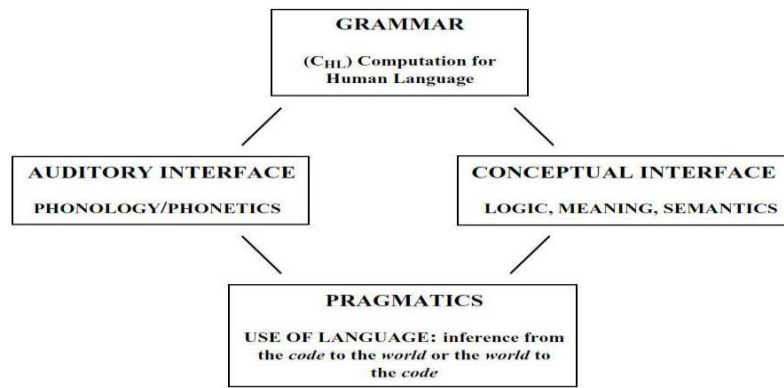 GRAMMAR
(CHL) Computation for
Human Language
AUDITORY INTERFACE
PHONOLOGY/PHONETICS
CONCEPTUAL INTERFACE
LOGIC, MEANING, SEMANTICS
PRAGMATICS
USE OF LANGUAGE: inference from
the code to the world or the world to
the code